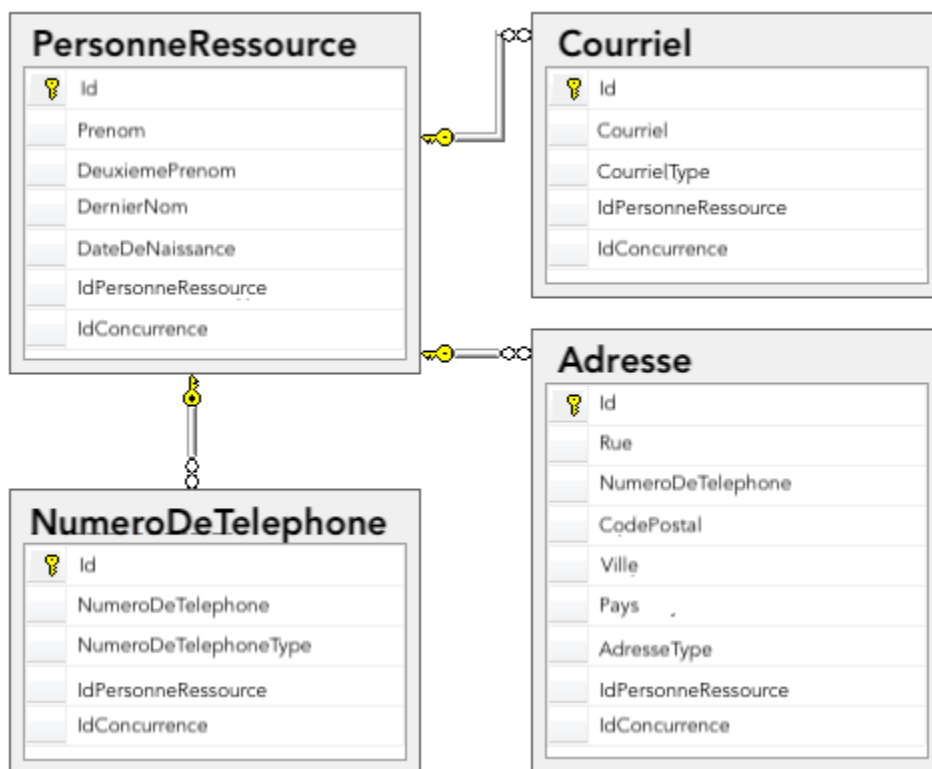 PersonneRessource
Id
Prenom
DeuxiemePrenom
DernierNom
DateDeNaissance
IdPersonneRessource
IdConcurrence
Courriel
Id
Courriel
CourrielType
IdPersonneRessource
IdConcurrence
NumeroDeTelephone
Id
NumeroDeTelephone
NumeroDeTelephoneType
IdPersonneRessource
IdConcurrence
Adresse
Id
Rue
NumeroDeTelephone
CodePostal
Ville
Pays
AdresseType
IdPersonneRessource
IdConcurrence